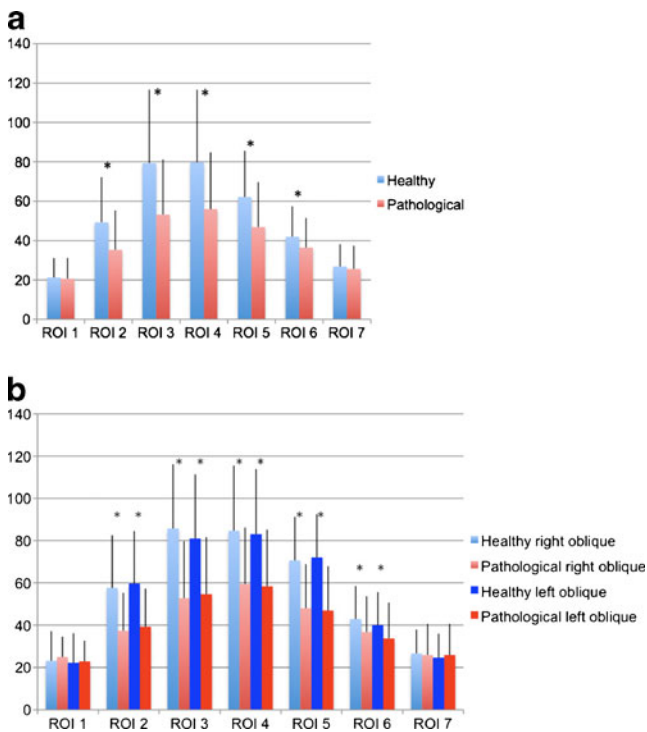 a
140
120
100
80
60
40
20
0
* * * * *
ROI 1 ROI 2 ROI 3 ROI 4 ROI 5 ROI 6 ROI 7
Healthy
Pathological
b
140
120
100
80
60
40
20
0
* * * * * * * * * *
ROI 1 ROI 2 ROI 3 ROI 4 ROI 5 ROI 6 ROI 7
Healthy right oblique
Pathological right oblique
Healthy left oblique
Pathological left oblique